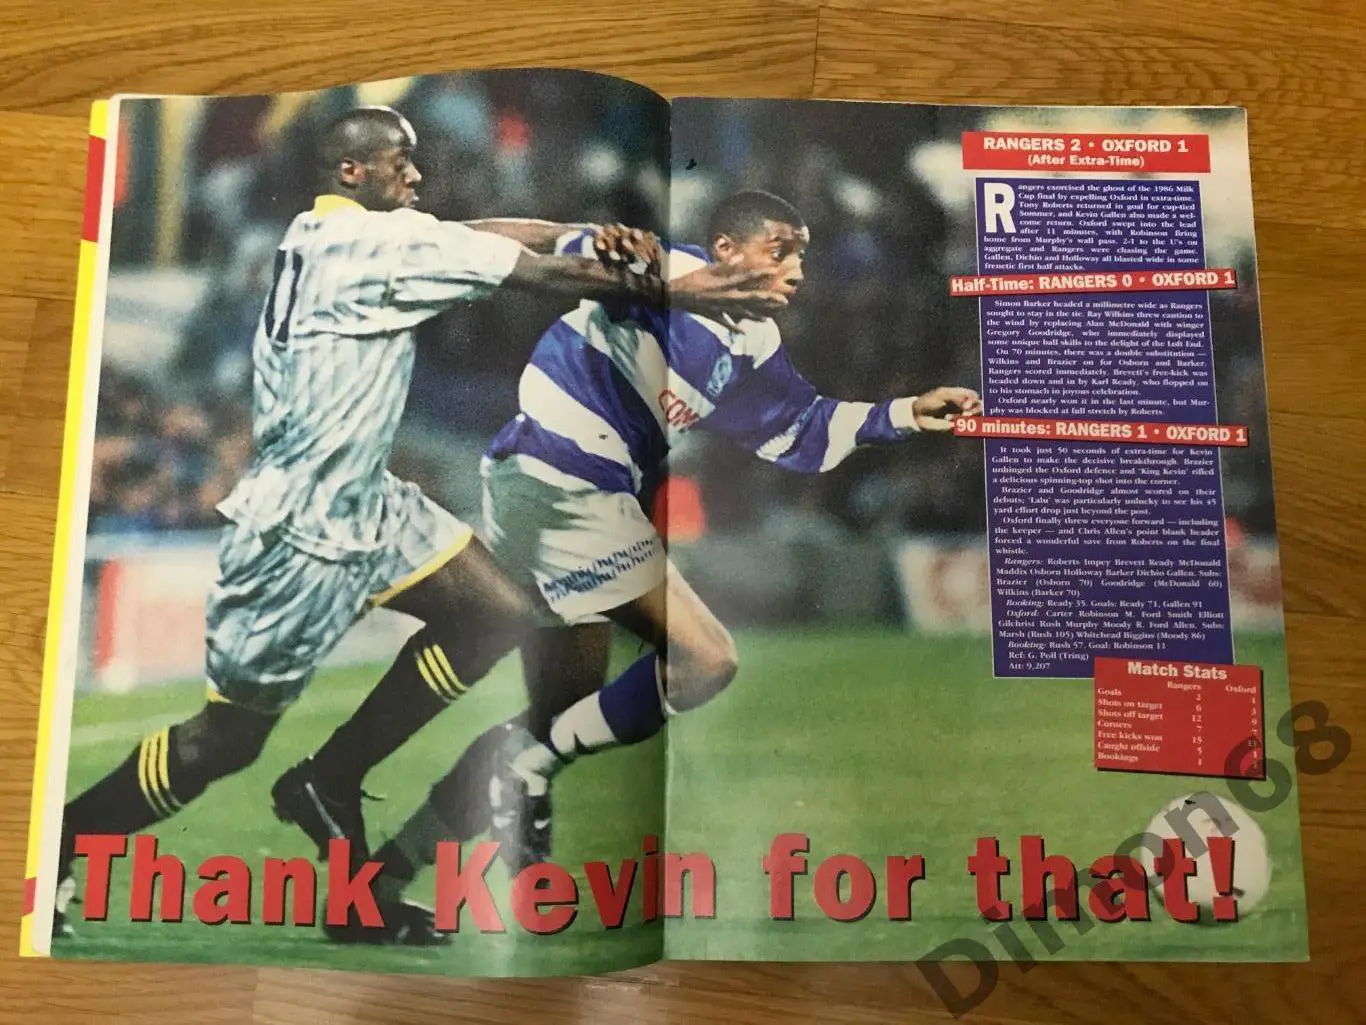 RANGERS 2 • OXFORD 1
(After Extra-Time)
Rangers exorcised the ghost of the 1986 Milk
Cup final by expelling Oxford in extra-time.
Tony Roberts returned in goal for cup-tied
Sommer, and Kevin Gallen also made a wel-
come return. Oxford swept into the lead
after 11 minutes, with Robinson firing
home from Murphy's wall pass. 2-1 to the U's on
aggregate and Rangers were chasing the game.
Gallen, Dichio and Holloway all blasted wide in some
frenetic first half attacks.
Half-Time: RANGERS 0 • OXFORD 1
Simon Barker headed a millimetre wide as Rangers
sought to stay in the tie. Ray Wilkins threw caution to
the wind by replacing Alan McDonald with winger
Gregory Goodridge, who immediately displayed
some unique ball skills to the delight of the Loft End.
On 70 minutes, there was a double substitution —
Wilkins and Brazier on for Osborn and Barker.
Rangers scored immediately. Brevett's free-kick was
headed down and in by Karl Ready, who flopped on
to his stomach in joyous celebration.
Oxford nearly won it in the last minute, but Mur-
phy was blocked at full stretch by Roberts.
90 minutes: RANGERS 1 • OXFORD 1
It took just 50 seconds of extra-time for Kevin
Gallen to make the decisive breakthrough. Brazier
unhinged the Oxford defence and 'King Kevin' rifled
a delicious spinning-top shot into the corner.
Brazier and Goodridge almost scored on their
debuts; 'Lalu' was particularly unlucky to see his 45
yard effort drop just beyond the post.
Oxford finally threw everyone forward — including
the keeper — and Chris Allen's point blank header
forced a wonderful save from Roberts on the final
whistle.
Rangers: Roberts Impey Brevett Ready McDonald
Maddix Osborn Holloway Barker Dichio Gallen. Subs:
Brazier (Osborn 70) Goodridge (McDonald 60)
Wilkins (Barker 70)
Booking: Ready 35. Goals: Ready 71, Gallen 91
Oxford: Carter Robinson M. Ford Smith Elliott
Gilchrist Rush Murphy Moody R. Ford Allen. Subs:
Marsh (Rush 105) Whitehead Biggins (Moody 86)
Booking: Rush 57. Goal: Robinson 11
Ref: G. Poll (Tring)
Att: 9,207
Match Stats
Rangers Oxford
Goals 2 1
Shots on target 6 3
Shots off target 12 9
Corners 7 7
Free kicks won 15 11
Caught offside 5 1
Bookings 1
COM
Thank Kevin for that!
Dimon68